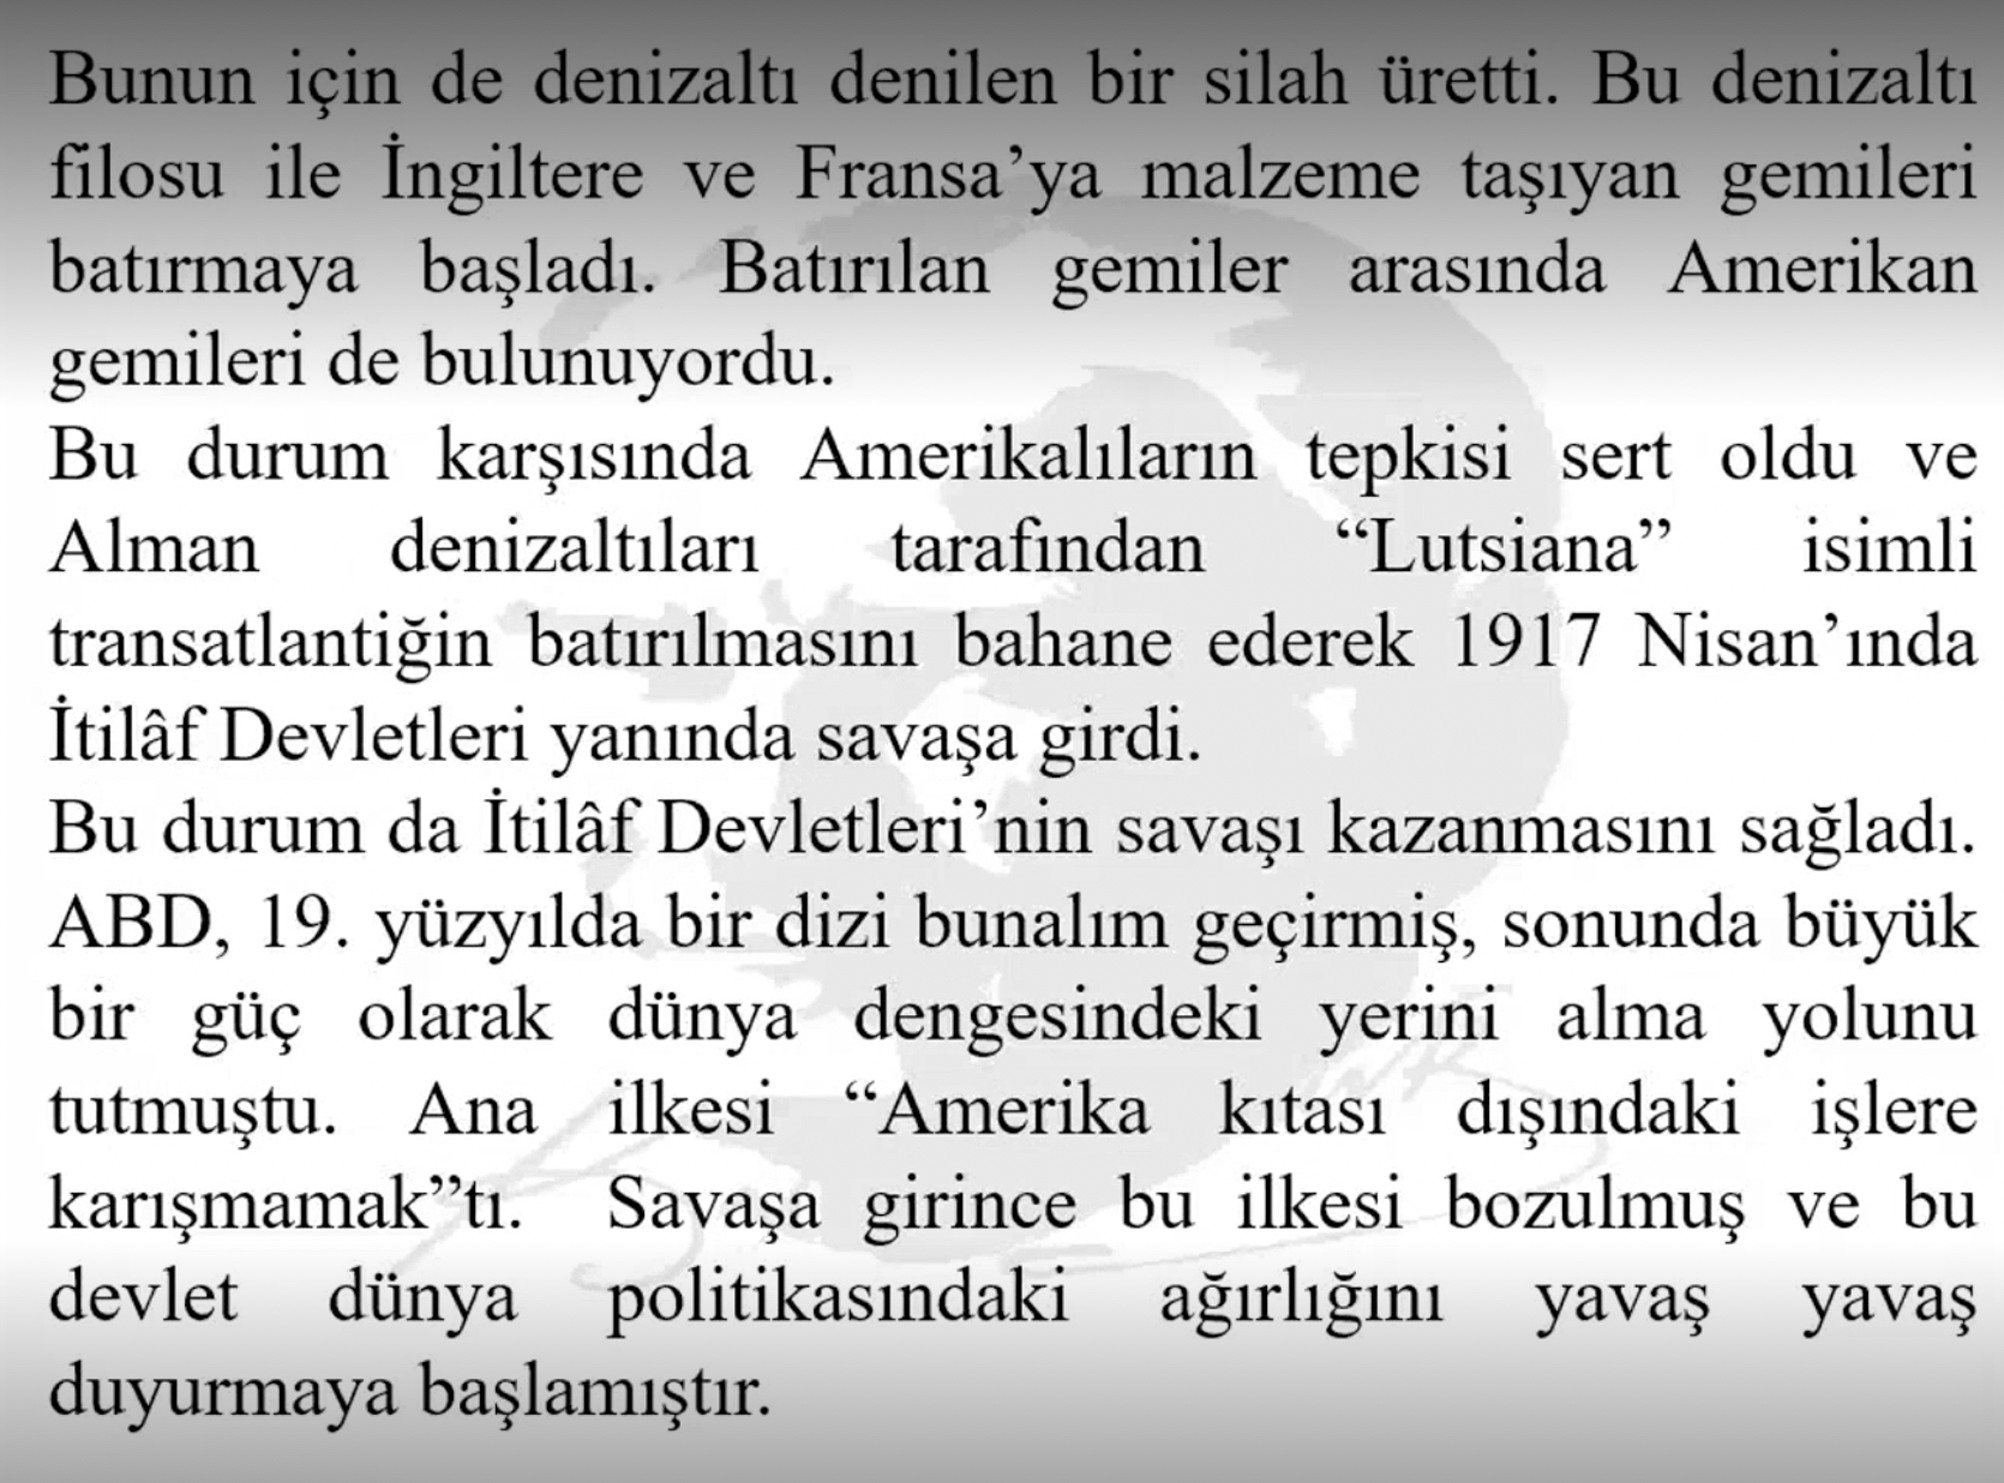 Bunun için de denizaltı denilen bir silah üretti. Bu denizaltı
filosu ile İngiltere ve Fransa’ya malzeme taşıyan gemileri
batırmaya başladı. Batırılan gemiler arasında Amerikan
gemileri de bulunuyordu.
Bu durum karşısında Amerikalıların tepkisi sert oldu ve
Alman denizaltıları tarafından “Lutsiana” isimli
transatlantiğin batırılmasını bahane ederek 1917 Nisan’ında
İtilâf Devletleri yanında savaşa girdi.
Bu durum da İtilâf Devletleri’nin savaşı kazanmasını sağladı.
ABD, 19. yüzyılda bir dizi bunalım geçirmiş, sonunda büyük
bir güç olarak dünya dengesindeki yerini alma yolunu
tutmuştu. Ana ilkesi “Amerika kıtası dışındaki işlere
karışmamak”tı. Savaşa girince bu ilkesi bozulmuş ve bu
devlet dünya politikasındaki ağırlığını yavaş yavaş
duyurmaya başlamıştır.